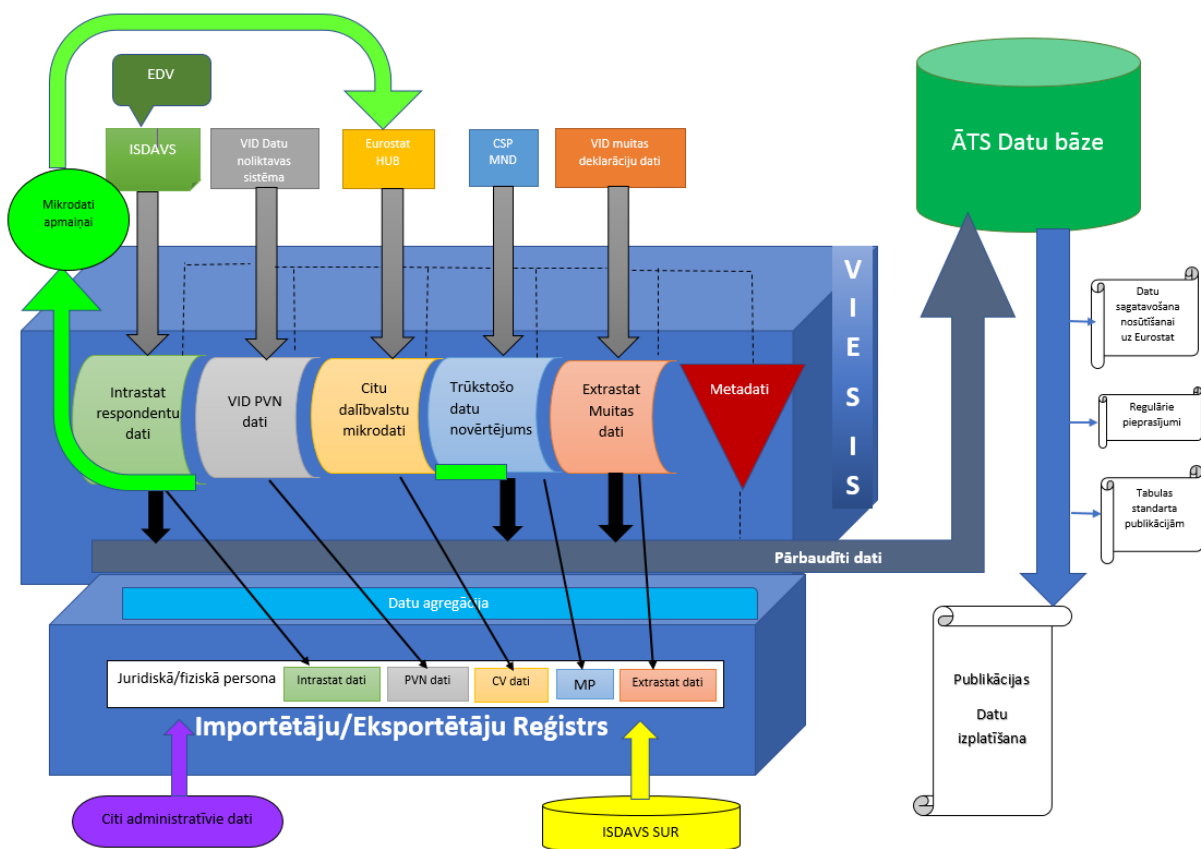 EDV
ISDAVS
VID Datu
noliktavas
sistēma
Eurostat
HUB
CSP
MND
VID muitas
deklarāciju dati
ĀTS Datu bāze
Mikrodati
apmaiņai
VIESIS
Intrastat
respondentu
dati
VID PVN
dati
Citu
dalībvalstu
mikrodati
Trūkstošo
datu
novērtējums
Extrastat
Muitas
dati
Metadati
Datu
sagatavošana
nosūtīšanai
uz Eurostat
Regulārie
pieprasījumi
Tabulas
standarta
publikācijām
Pārbaudīti dati
Datu agregācija
Juridiskā/fiziskā persona
Intrastat dati
PVN dati
CV dati
MP
Extrastat dati
Importētāju/Eksportētāju Reģistrs
Publikācijas
Datu
izplatīšana
Citi administratīvie dati
ISDAVS SUR